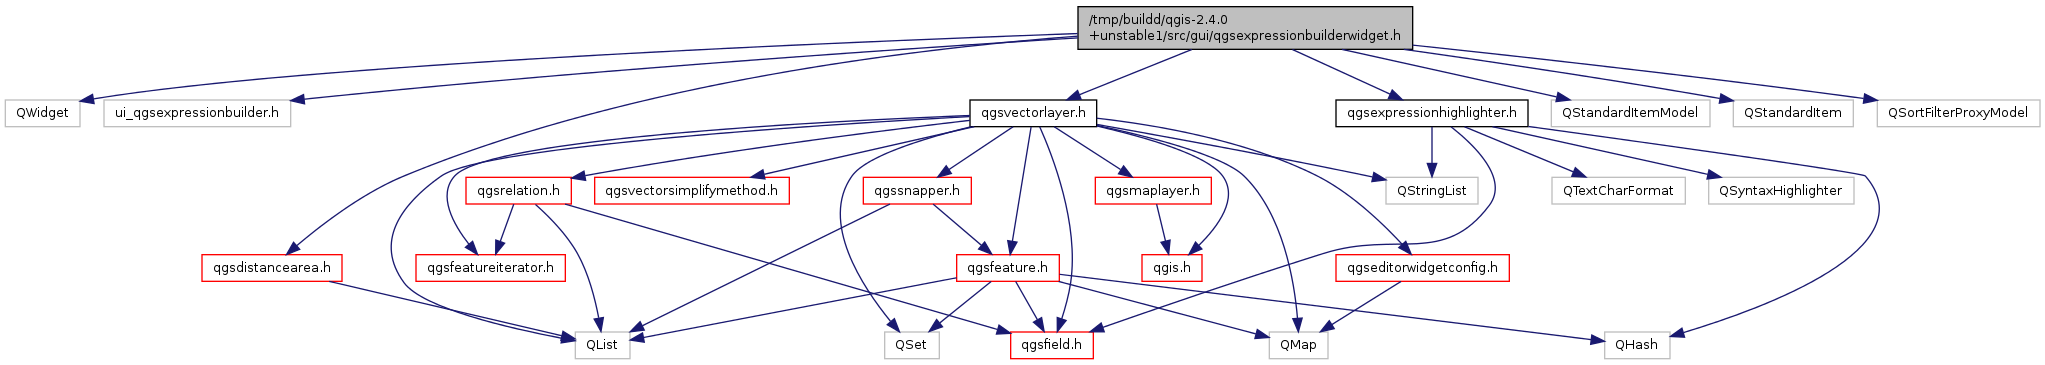 /tmp/buildd/qgis-2.4.0
+unstable1/src/gui/qgsexpressionbuilderwidget.h
QWidget
ui_qgsexpressionbuilder.h
qgsvectorlayer.h
qgsexpressionhighlighter.h
QStandardItemModel
QStandardItem
QSortFilterProxyModel
qgsrelation.h
qgsvectorsimplifymethod.h
qgssnapper.h
qgsmaplayer.h
QStringList
QTextCharFormat
QSyntaxHighlighter
qgsdistancearea.h
qgsfeatureiterator.h
qgsfeature.h
qgis.h
qgseditorwidgetconfig.h
QList
QSet
qgsfield.h
QMap
QHash